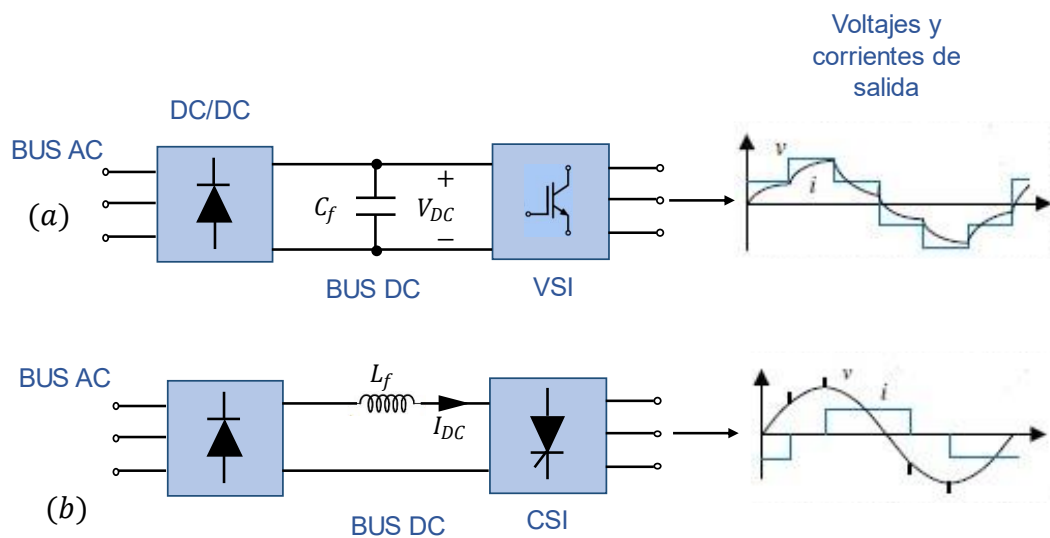 Voltajes y
corrientes de
salida
DC/DC
BUS AC
v
i
(a)
C_f
+
V_DC
−
BUS DC
VSI
BUS AC
L_f
I_DC
v
i
(b)
BUS DC
CSI